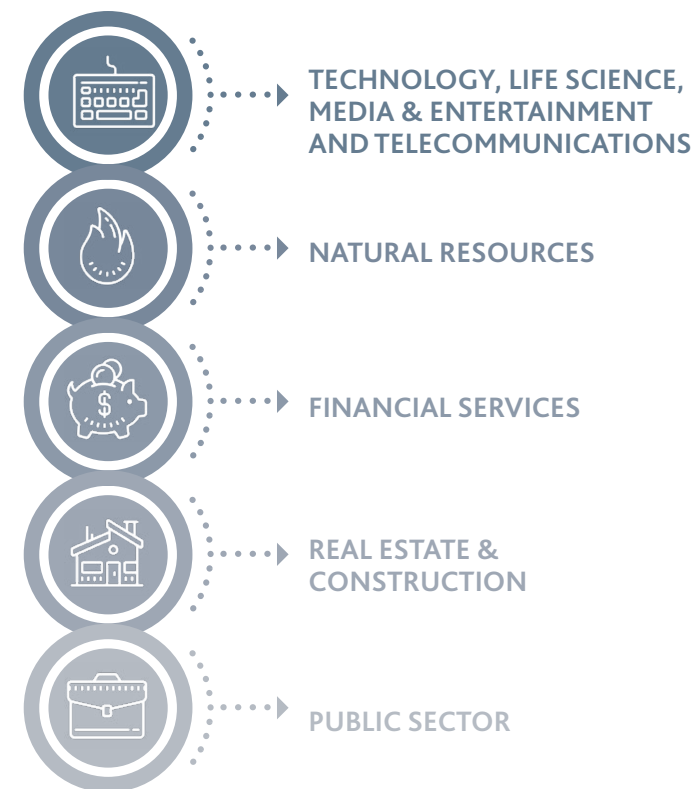 TECHNOLOGY, LIFE SCIENCE,
MEDIA & ENTERTAINMENT
AND TELECOMMUNICATIONS
NATURAL RESOURCES
$
FINANCIAL SERVICES
REAL ESTATE &
CONSTRUCTION
PUBLIC SECTOR